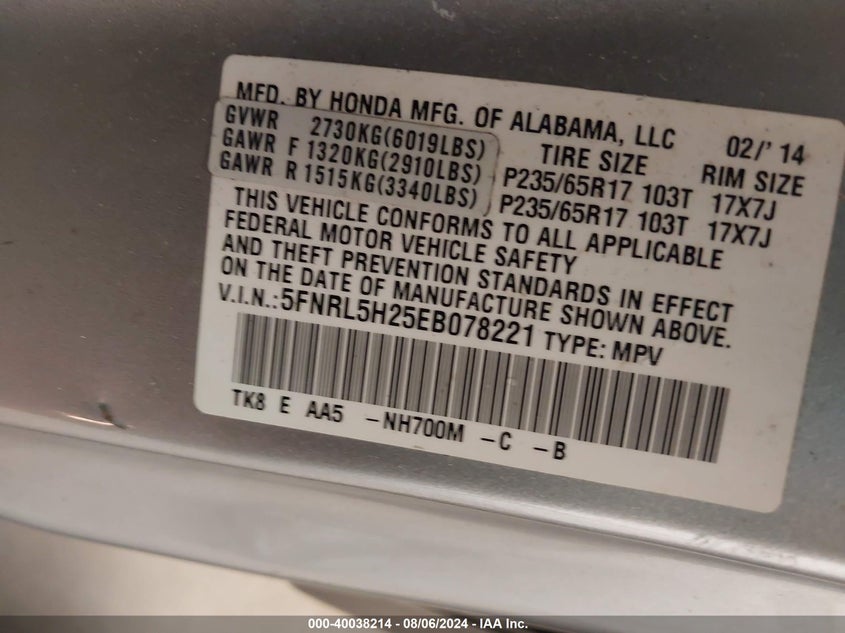 MFD. BY HONDA MFG. OF ALABAMA, LLC 02/'14
GVWR 2730KG(6019LBS) TIRE SIZE RIM SIZE
GAWR F 1320KG(2910LBS) P235/65R17 103T 17X7J
GAWR R 1515KG(3340LBS) P235/65R17 103T 17X7J
THIS VEHICLE CONFORMS TO ALL APPLICABLE
FEDERAL MOTOR VEHICLE SAFETY
AND THEFT PREVENTION STANDARDS IN EFFECT
ON THE DATE OF MANUFACTURE SHOWN ABOVE.
V.I.N.:5FNRL5H25EB078221 TYPE: MPV
TK8 E AA5 -NH700M -C -B
000-40038214 - 08/06/2024 - IAA Inc.